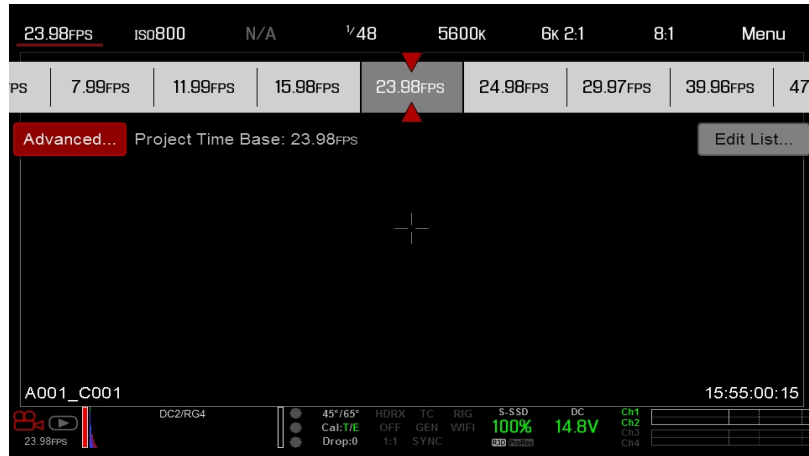 23.98FPS ISO800 N/A 1/48 5600K 6K 2:1 8:1 Menu
PS 7.99FPS 11.99FPS 15.98FPS 23.98FPS 24.98FPS 29.97FPS 39.96FPS 47
Advanced... Project Time Base: 23.98FPS Edit List...
A001_C001 15:55:00:15
DC2/RG4 45°/65° HDRX TC RIG S-SSD DC Ch1
Cal:T/E OFF GEN WIFI 100% 14.8V Ch2
Ch3
23.98FPS Drop:0 1:1 SYNC R3D ProRes Ch4